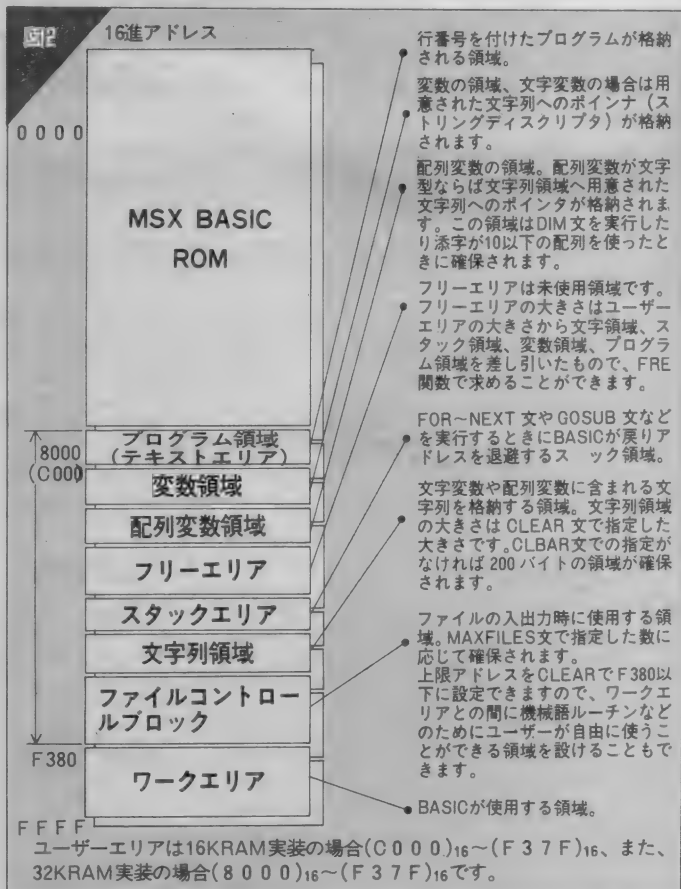 図2
16進アドレス
0000
MSX BASIC
ROM
8000
(C000)
プログラム領域
(テキストエリア)
変数領域
配列変数領域
フリーエリア
スタックエリア
文字列領域
ファイルコントロー
ルブロック
F380
ワークエリア
FFFF
行番号を付けたプログラムが格納
される領域。
変数の領域、文字変数の場合は用
意された文字列へのポインナ(ス
トリングディスクリプタ)が格納
されます。
配列変数の領域。配列変数が文字
型ならば文字列領域へ用意された
文字列へのポインタが格納されま
す。この領域はDIM文を実行した
り添字が10以下の配列を使ったと
きに確保されます。
フリーエリアは未使用領域です。
フリーエリアの大きさはユーザー
エリアの大きさから文字領域、ス
タック領域、変数領域、プログラ
ム領域を差し引いたもので、FRE
関数で求めることができます。
FOR~NEXT文やGOSUB文など
を実行するときにBASICが戻りア
ドレスを退避するス ック領域。
文字変数や配列変数に含まれる文
字列を格納する領域。文字列領域
の大きさはCLEAR文で指定した
大きさです。CLBAR文での指定が
なければ200バイトの領域が確保
されます。
ファイルの入出力時に使用する領
域。MAXFILES文で指定した数に
応じて確保されます。
上限アドレスをCLEARでF380以
下に設定できますので、ワークエ
リアとの間に機械語ルーチンなど
のためにユーザーが自由に使うこ
とができる領域を設けることもで
きます。
BASICが使用する領域。
ユーザーエリアは16KRAM実装の場合(C000)16~(F37F)16、また、
32KRAM実装の場合(8000)16~(F37F)16です。